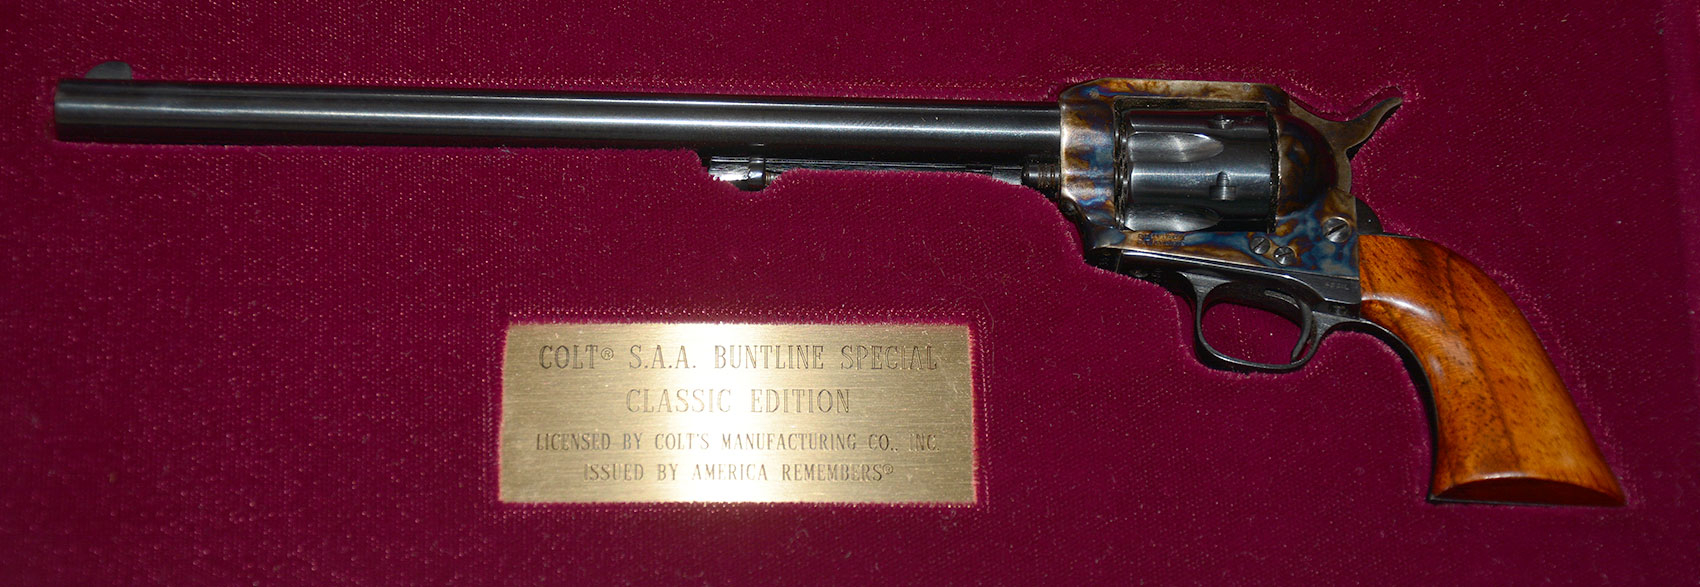 COLT® S.A.A. BUNTLINE SPECIAL
CLASSIC EDITION
LICENSED BY COLT'S MANUFACTURING CO., INC.
ISSUED BY AMERICA REMEMBERS®